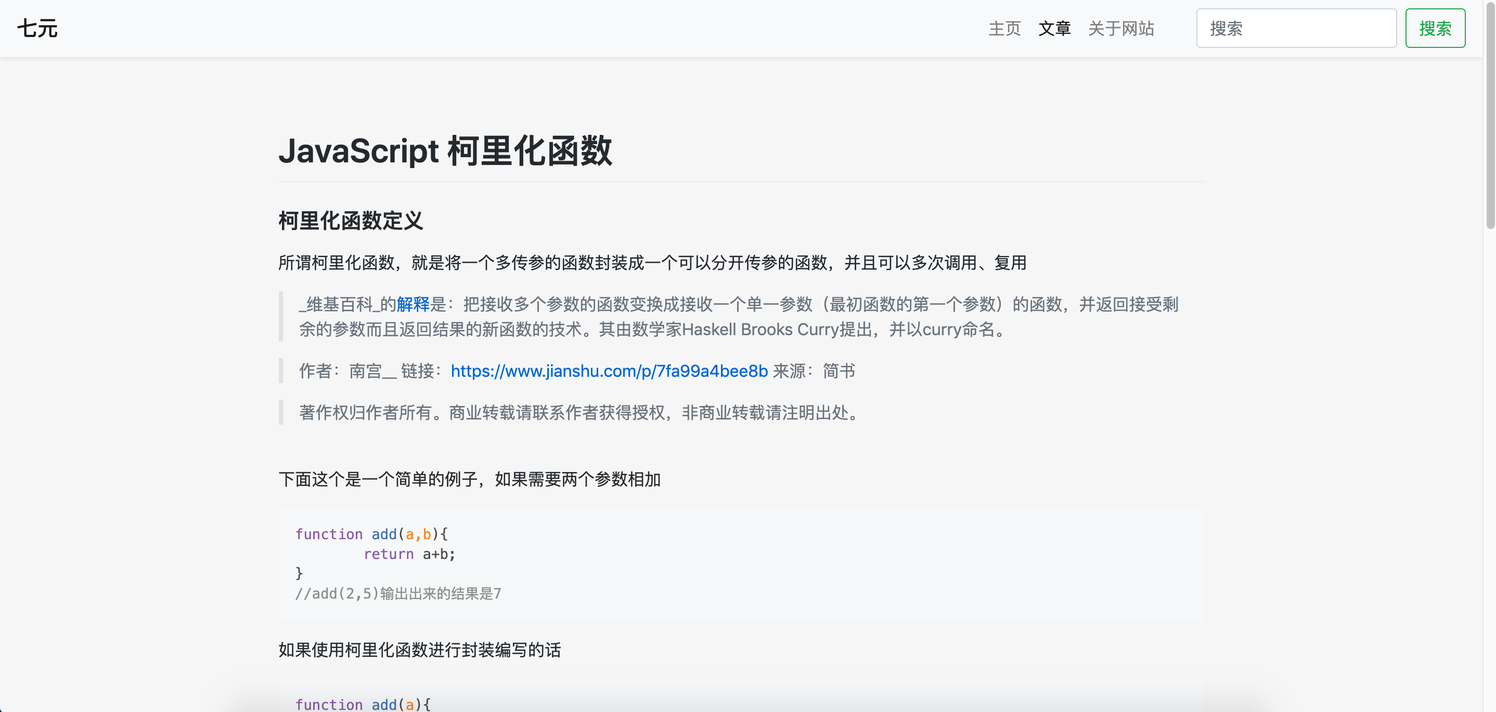 七元
主页 文章 关于网站 搜索 搜索
JavaScript 柯里化函数
柯里化函数定义
所谓柯里化函数，就是将一个多传参的函数封装成一个可以分开传参的函数，并且可以多次调用、复用
_维基百科_的解释是：把接收多个参数的函数变换成接收一个单一参数（最初函数的第一个参数）的函数，并返回接受剩
余的参数而且返回结果的新函数的技术。其由数学家Haskell Brooks Curry提出，并以curry命名。
作者：南宫__ 链接：https://www.jianshu.com/p/7fa99a4bee8b 来源：简书
著作权归作者所有。商业转载请联系作者获得授权，非商业转载请注明出处。
下面这个是一个简单的例子，如果需要两个参数相加
function add(a,b){
return a+b;
}
//add(2,5)输出出来的结果是7
如果使用柯里化函数进行封装编写的话
function add(a){